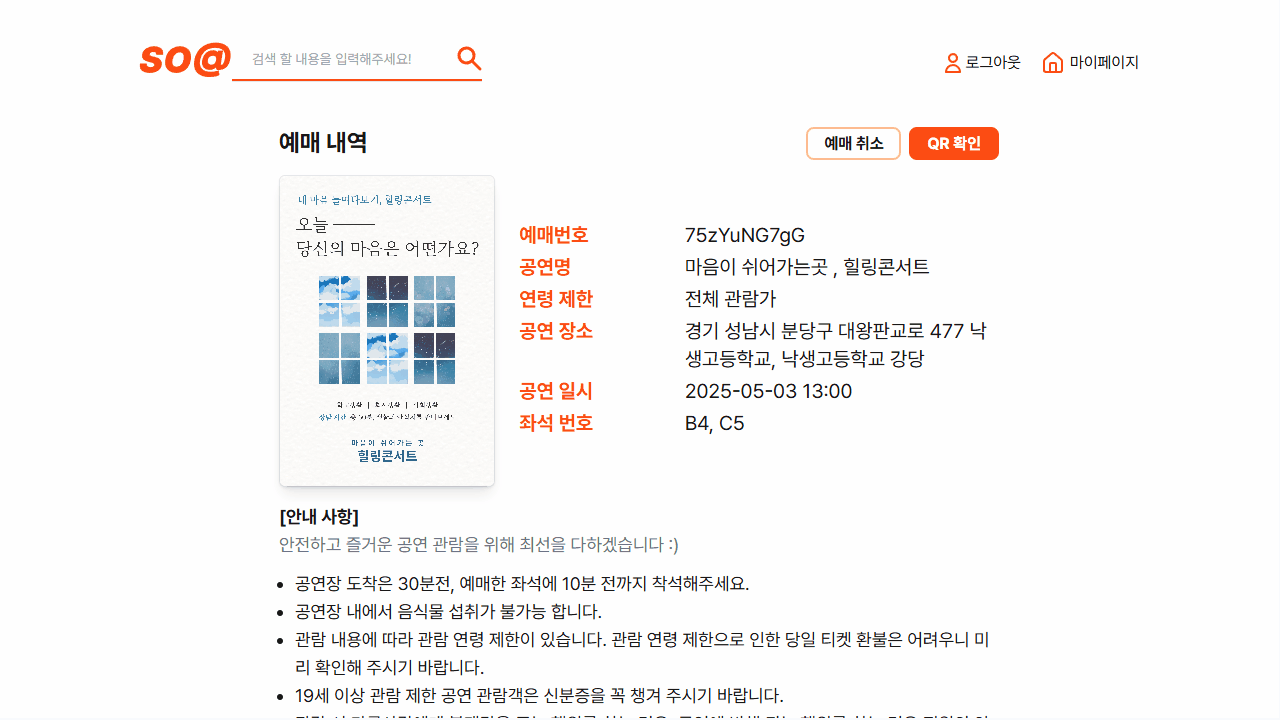 so@
검색 할 내용을 입력해주세요!
로그아웃
마이페이지
예매 내역
예매 취소
QR 확인
내 마음 들여다보기, 힐링콘서트
오늘
당신의 마음은 어떤가요?
마음이 쉬어가는 곳
힐링콘서트
예매번호
75zYuNG7gG
공연명
마음이 쉬어가는곳 , 힐링콘서트
연령 제한
전체 관람가
공연 장소
경기 성남시 분당구 대왕판교로 477 낙
생고등학교, 낙생고등학교 강당
공연 일시
2025-05-03 13:00
좌석 번호
B4, C5
[안내 사항]
안전하고 즐거운 공연 관람을 위해 최선을 다하겠습니다 :)
공연장 도착은 30분전, 예매한 좌석에 10분 전까지 착석해주세요.
공연장 내에서 음식물 섭취가 불가능 합니다.
관람 내용에 따라 관람 연령 제한이 있습니다. 관람 연령 제한으로 인한 당일 티켓 환불은 어려우니 미
리 확인해 주시기 바랍니다.
19세 이상 관람 제한 공연 관람객은 신분증을 꼭 챙겨 주시기 바랍니다.